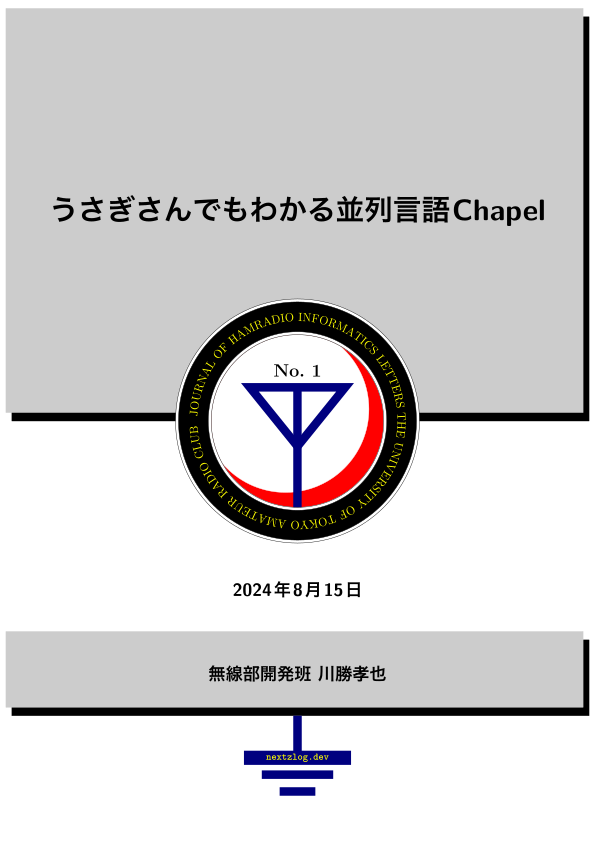 うさぎさんでもわかる並列言語Chapel
JOURNAL OF HAMRADIO INFORMATICS LETTERS THE UNIVERSITY OF TOKYO AMATEUR RADIO CLUB
No. 1
2024年8月15日
無線部開発班 川勝孝也
nextzlog.dev